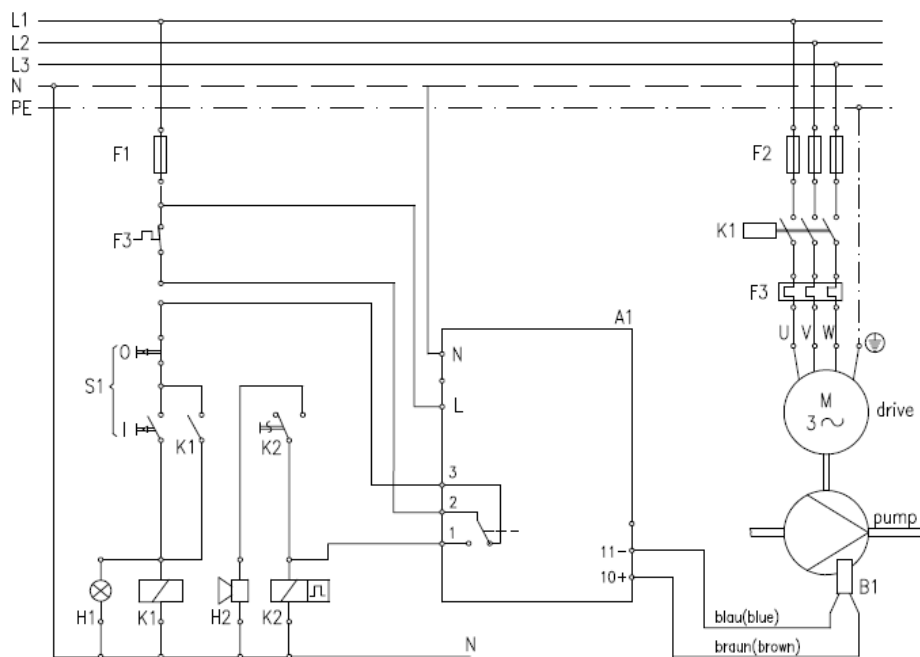 L1
L2
L3
N
PE
F1
F2
F3
K1
F3
A1
U V W
N
O
M
3 ~
drive
S1
L
I
K1
K2
3
2
pump
1
11-
10+
B1
H1
K1
H2
K2
blau(blue)
N
braun(brown)